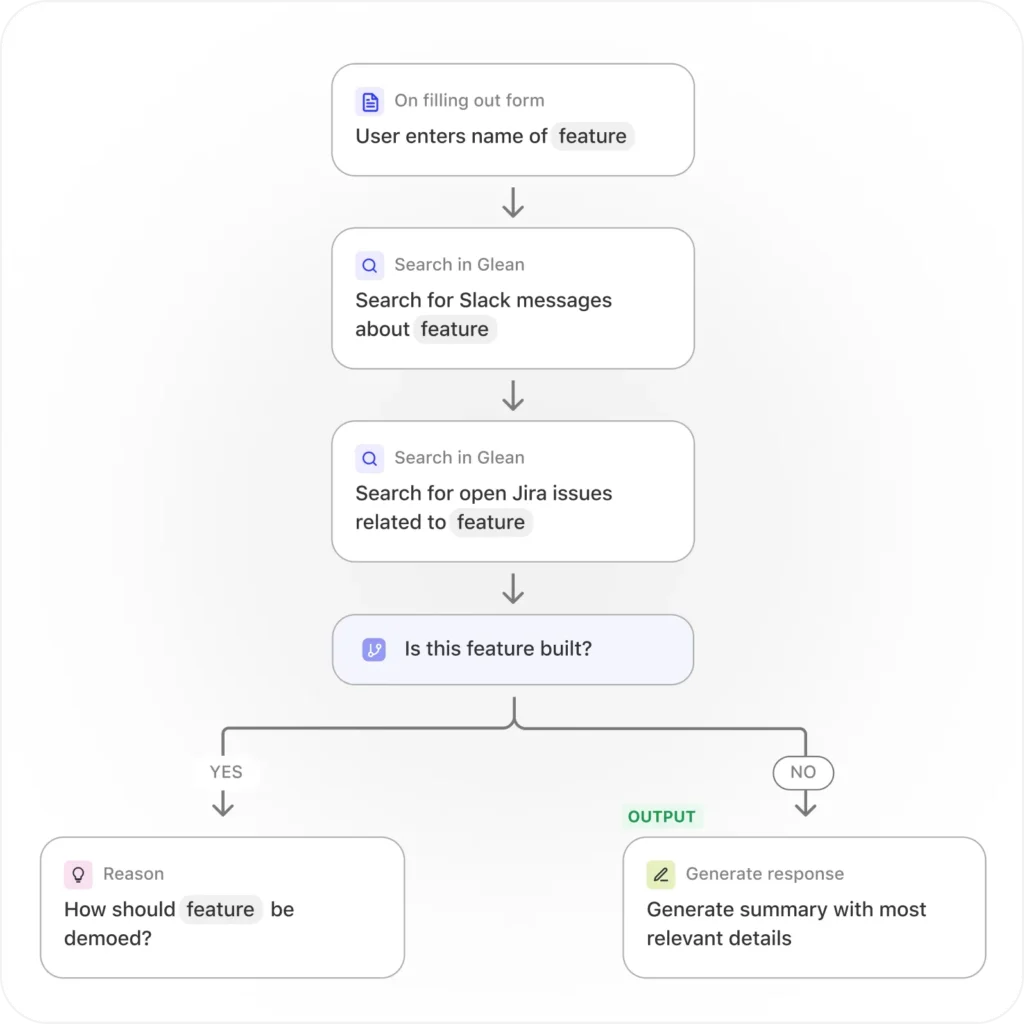 On filling out form
User enters name of feature
Search in Glean
Search for Slack messages
about feature
Search in Glean
Search for open Jira issues
related to feature
Is this feature built?
YES
NO
OUTPUT
Reason
How should feature be
demoed?
Generate response
Generate summary with most
relevant details